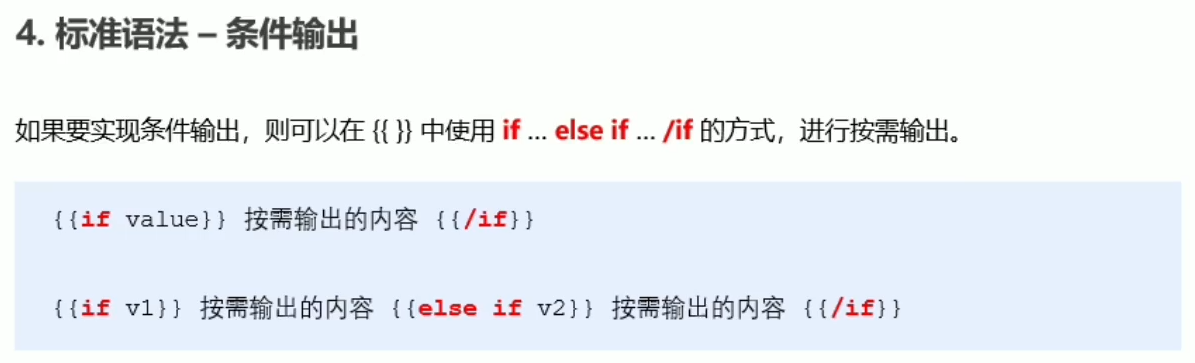 4. 标准语法 – 条件输出
如果要实现条件输出，则可以在 {{ }} 中使用 if ... else if ... /if 的方式，进行按需输出。
{{if value}} 按需输出的内容 {{/if}}
{{if v1}} 按需输出的内容 {{else if v2}} 按需输出的内容 {{/if}}